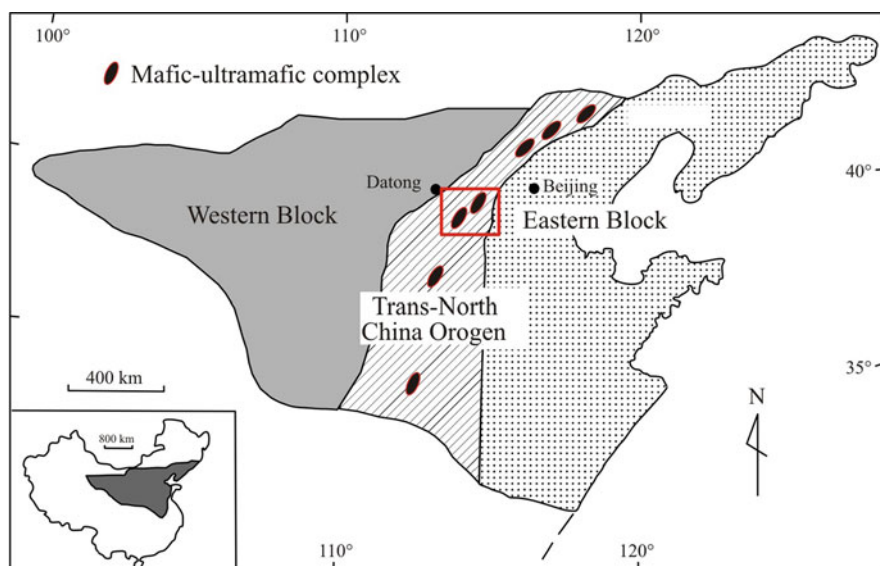 100°
110°
120°
Mafic-ultramafic complex
40°
Datong
Beijing
Western Block
Eastern Block
Trans-North
China Orogen
400 km
35°
N
800 km
110°
120°